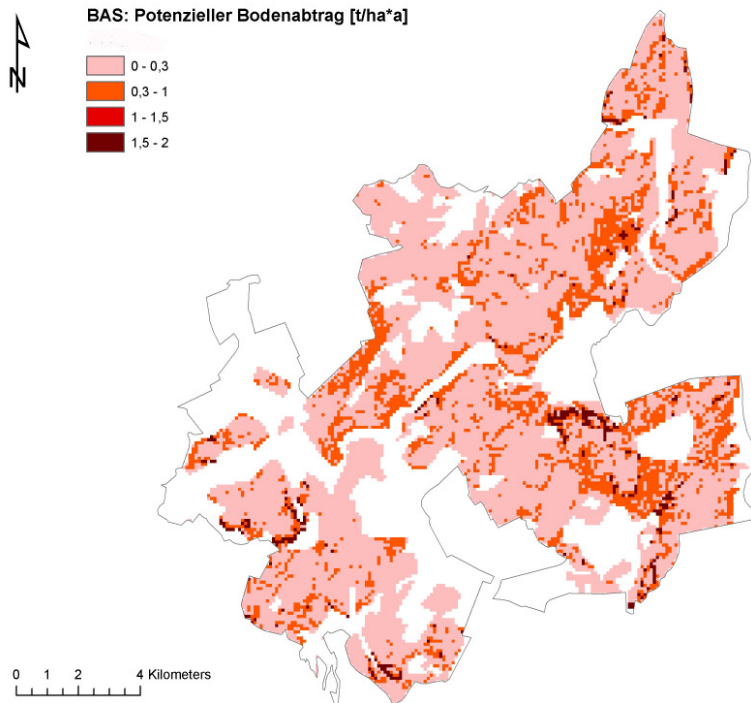 BAS: Potenzieller Bodenabtrag [t/ha*a]
N
0 - 0,3
0,3 - 1
1 - 1,5
1,5 - 2
0 1 2 4 Kilometers